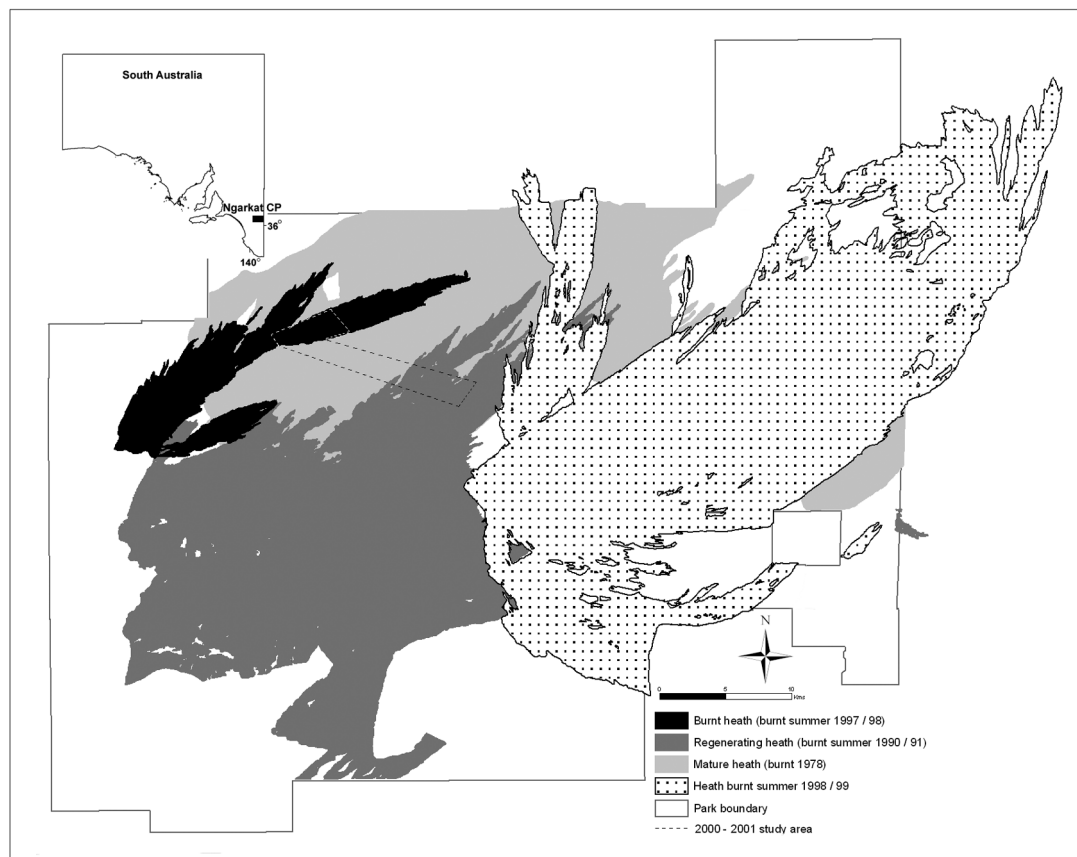 South Australia
Ngarkat CP
36°
140°
N
0 5 10
Kms
Burnt heath (burnt summer 1997 / 98)
Regenerating heath (burnt summer 1990 / 91)
Mature heath (burnt 1978)
Heath burnt summer 1998 / 99
Park boundary
2000 - 2001 study area